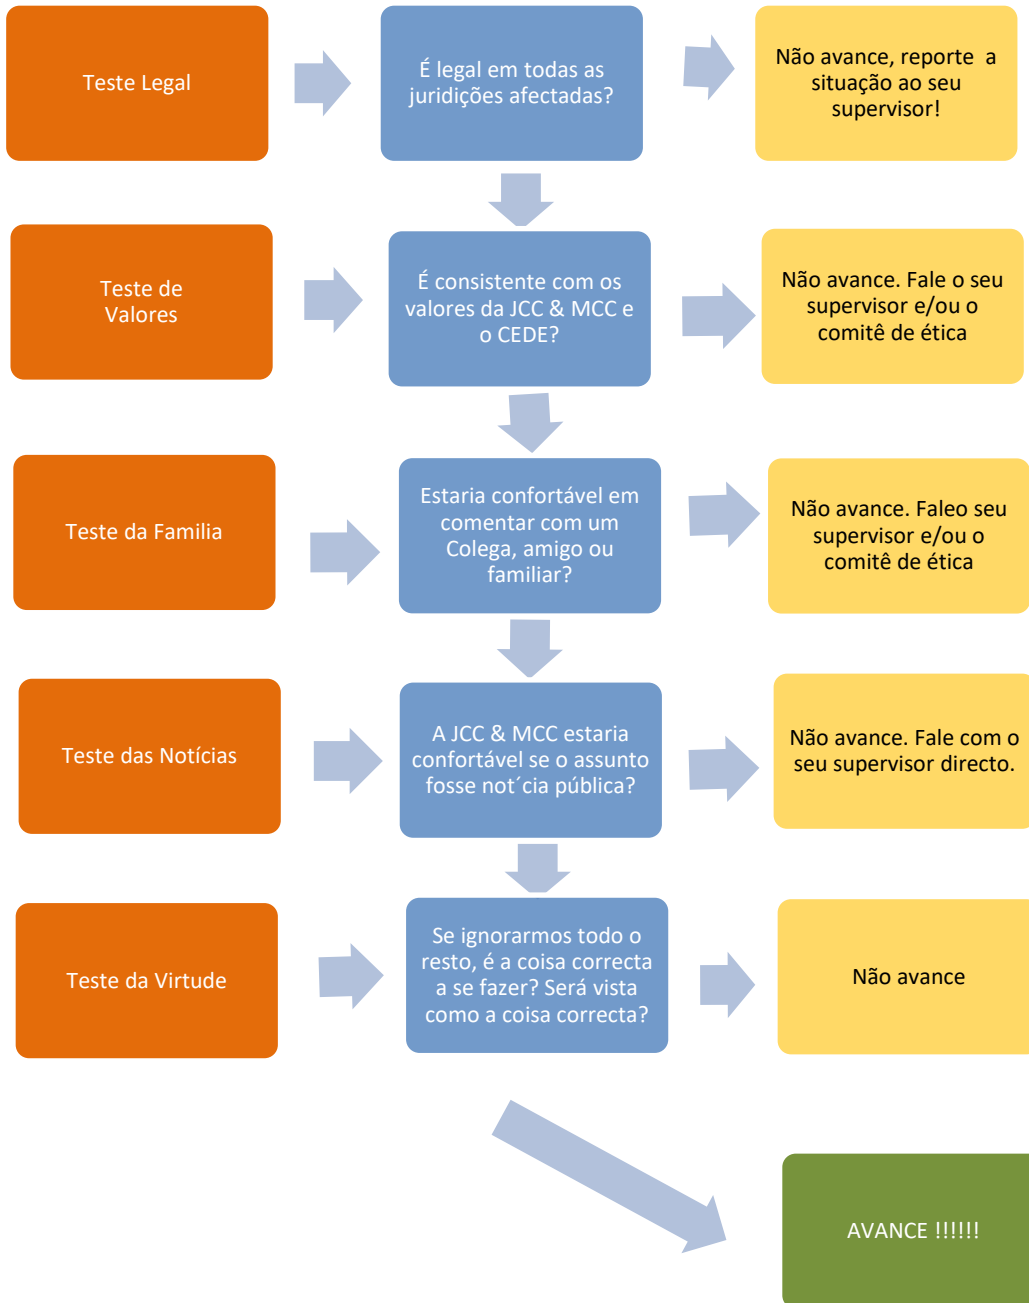 Teste Legal
É legal em todas as
juridições afectadas?
Não avance, reporte a
situação ao seu
supervisor!
Teste de
Valores
É consistente com os
valores da JCC & MCC e
o CEDE?
Não avance. Fale o seu
supervisor e/ou o
comitê de ética
Teste da Familia
Estaria confortável em
comentar com um
Colega, amigo ou
familiar?
Não avance. Faleo seu
supervisor e/ou o
comitê de ética
Teste das Notícias
A JCC & MCC estaria
confortável se o assunto
fosse not´cia pública?
Não avance. Fale com o
seu supervisor directo.
Teste da Virtude
Se ignorarmos todo o
resto, é a coisa correcta
a se fazer? Será vista
como a coisa correcta?
Não avance
AVANCE !!!!!!